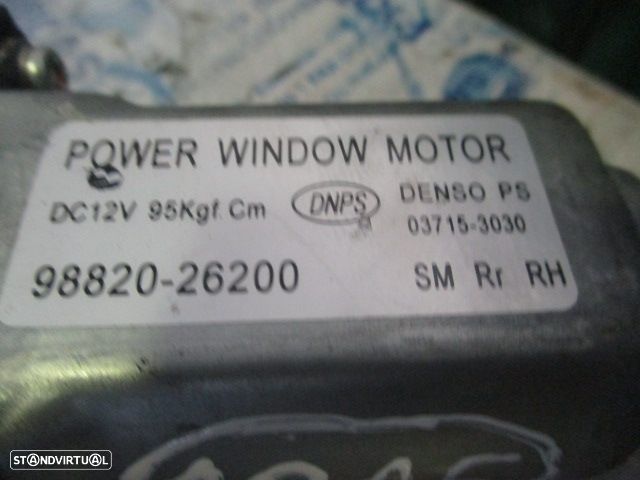 POWER WINDOW MOTOR
DC12V 95Kgf.Cm DNPS DENSO PS
03715-3030
98820-26200 SM Rr RH
STANDVIRTUAL